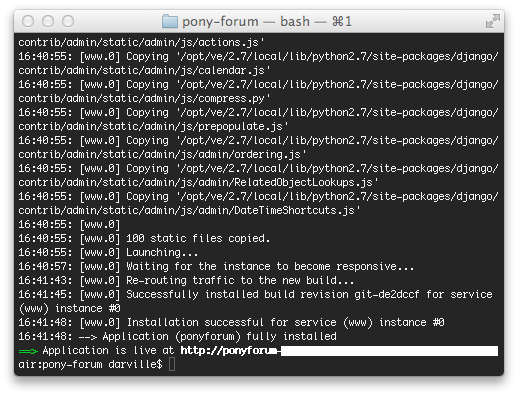 pony-forum — bash — ⌘1
contrib/admin/static/admin/js/actions.js'
16:40:55: [www.0] Copying '/opt/ve/2.7/local/lib/python2.7/site-packages/django/
contrib/admin/static/admin/js/calendar.js'
16:40:55: [www.0] Copying '/opt/ve/2.7/local/lib/python2.7/site-packages/django/
contrib/admin/static/admin/js/compress.py'
16:40:55: [www.0] Copying '/opt/ve/2.7/local/lib/python2.7/site-packages/django/
contrib/admin/static/admin/js/prepopulate.js'
16:40:55: [www.0] Copying '/opt/ve/2.7/local/lib/python2.7/site-packages/django/
contrib/admin/static/admin/js/admin/ordering.js'
16:40:55: [www.0] Copying '/opt/ve/2.7/local/lib/python2.7/site-packages/django/
contrib/admin/static/admin/js/admin/RelatedObjectLookups.js'
16:40:55: [www.0] Copying '/opt/ve/2.7/local/lib/python2.7/site-packages/django/
contrib/admin/static/admin/js/admin/DateTimeShortcuts.js'
16:40:55: [www.0]
16:40:55: [www.0] 100 static files copied.
16:40:55: [www.0] Launching...
16:40:57: [www.0] Waiting for the instance to become responsive...
16:41:43: [www.0] Re-routing traffic to the new build...
16:41:45: [www.0] Successfully installed build revision git-de2dccf for service
(www) instance #0
16:41:48: [www.0] Installation successful for service (www) instance #0
16:41:48: --> Application (ponyforum) fully installed
==> Application is live at http://ponyforum-
air:pony-forum darville$